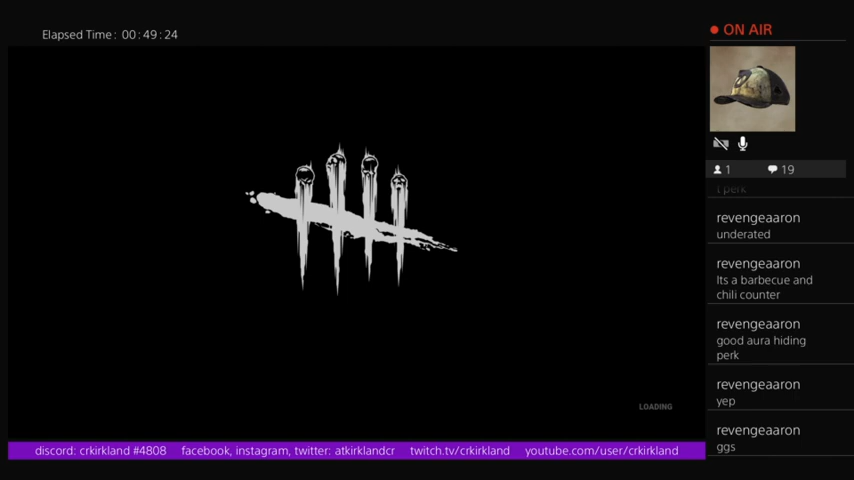 Elapsed Time: 00:49:24
ON AIR
1 19
t perk
revengeaaron
underated
revengeaaron
Its a barbecue and
chili counter
revengeaaron
good aura hiding
perk
revengeaaron
yep
revengeaaron
ggs
LOADING
discord: crkirkland #4808 facebook, instagram, twitter: atkirklandcr twitch.tv/crkirkland youtube.com/user/crkirkland